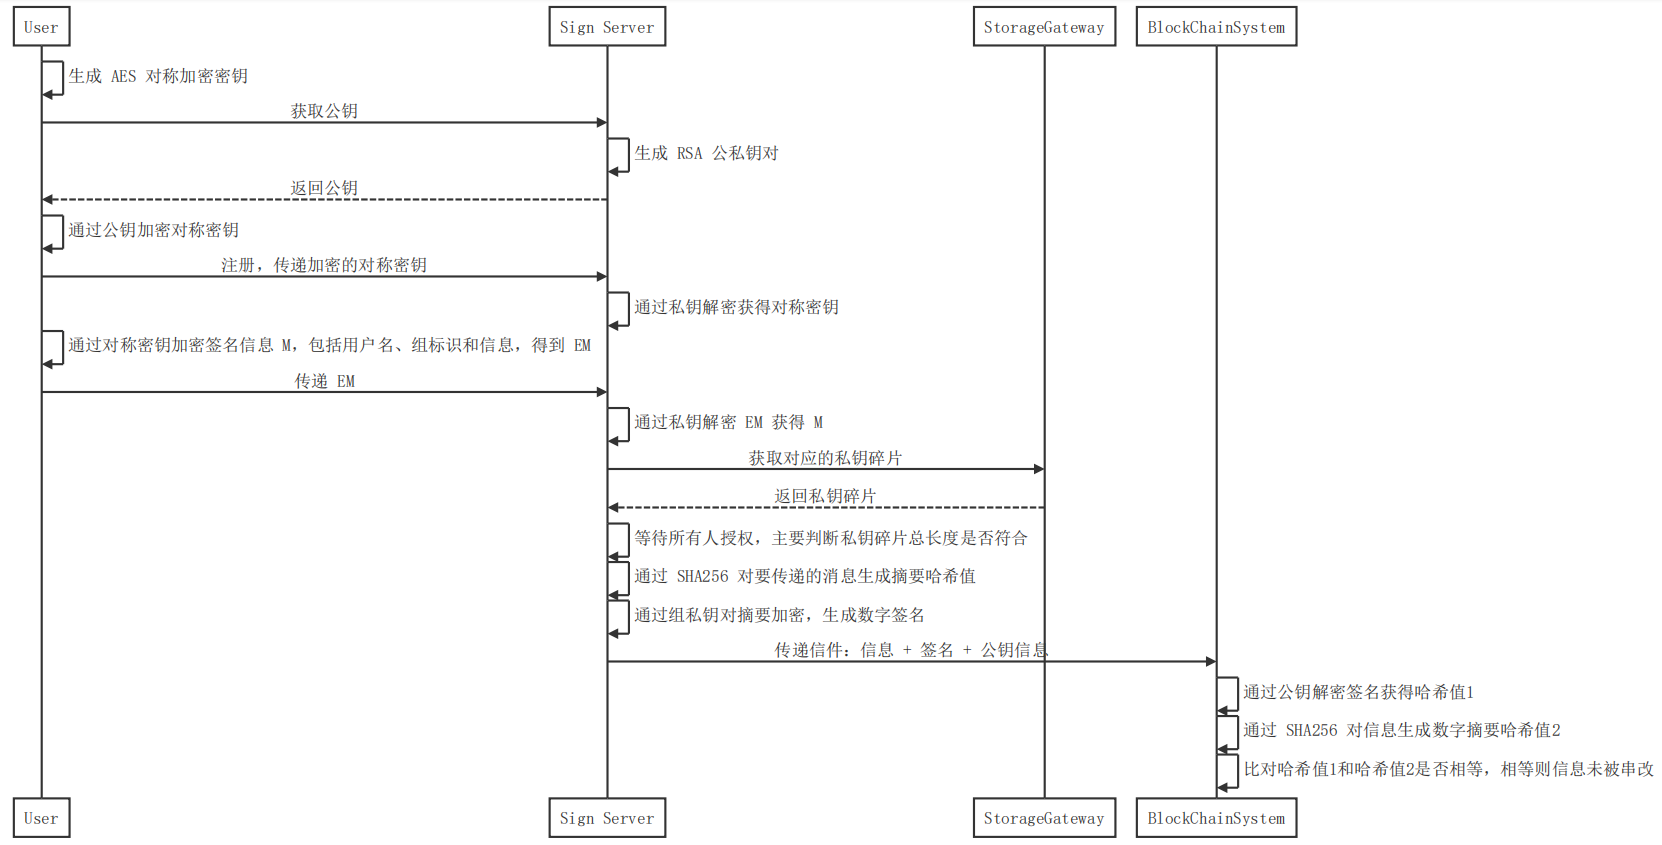 User
Sign Server
StorageGateway
BlockChainSystem
生成 AES 对称加密密钥
获取公钥
生成 RSA 公私钥对
返回公钥
通过公钥加密对称密钥
注册，传递加密的对称密钥
通过私钥解密获得对称密钥
通过对称密钥加密签名信息 M，包括用户名、组标识和信息，得到 EM
传递 EM
通过私钥解密 EM 获得 M
获取对应的私钥碎片
返回私钥碎片
等待所有人授权，主要判断私钥碎片总长度是否符合
通过 SHA256 对要传递的消息生成摘要哈希值
通过组私钥对摘要加密，生成数字签名
传递信件：信息 + 签名 + 公钥信息
通过公钥解密签名获得哈希值1
通过 SHA256 对信息生成数字摘要哈希值2
比对哈希值1和哈希值2是否相等，相等则信息未被串改
User
Sign Server
StorageGateway
BlockChainSystem